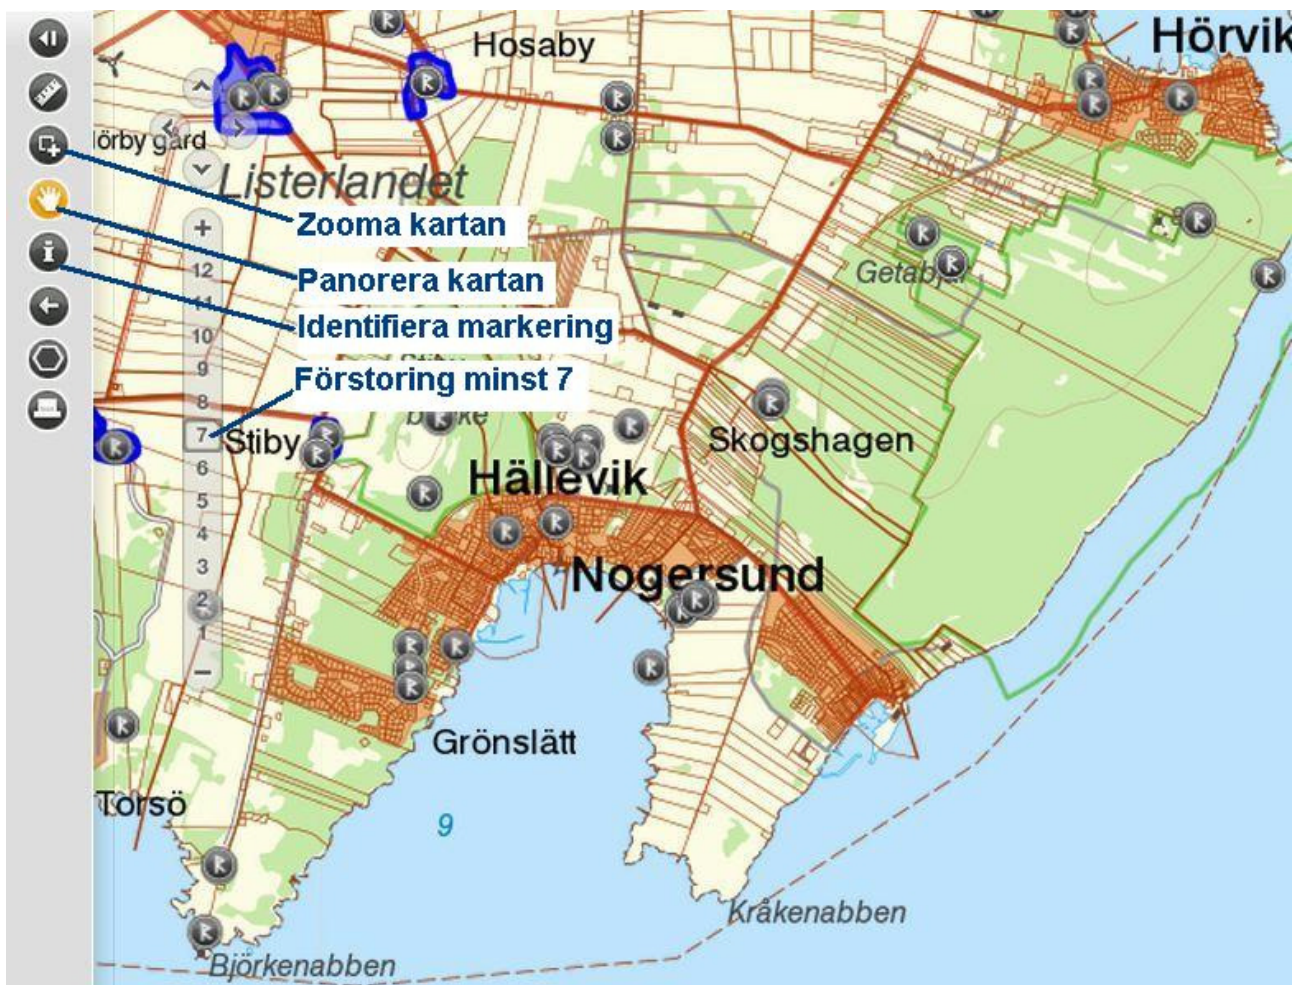 Hosaby
Hörvik
örby gård
Listerlandet
Zooma kartan
Panorera kartan
Identifiera markering
Förstoring minst 7
Getabjär
+
12
11
10
9
8
7
6
5
4
3
2
1
−
Stiby
Skogshagen
Hällevik
Nogersund
Grönslätt
Torsö
9
Kråkenabben
Björkenabben